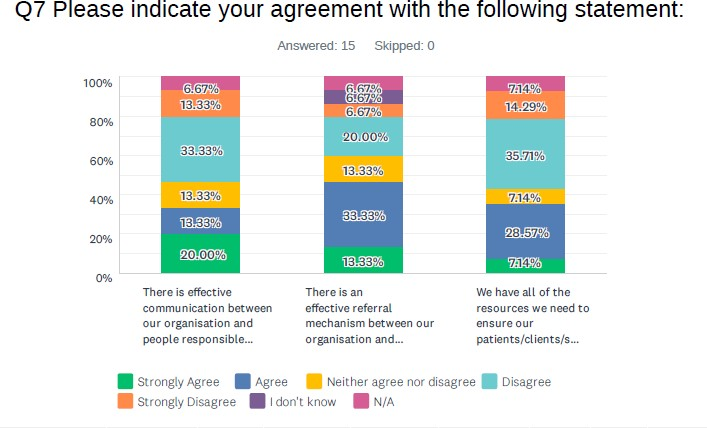 Q7 Please indicate your agreement with the following statement:
Answered: 15 Skipped: 0
100%
80%
60%
40%
20%
0%
6.67%
13.33%
33.33%
13.33%
13.33%
20.00%
6.67%
6.67%
6.67%
20.00%
13.33%
33.33%
13.33%
7.14%
14.29%
35.71%
7.14%
28.57%
7.14%
There is effective
communication between
our organisation and
people responsible...
There is an
effective referral
mechanism between our
organisation and...
We have all of the
resources we need to
ensure our
patients/clients/s...
Strongly Agree Agree Neither agree nor disagree Disagree
Strongly Disagree I don't know N/A